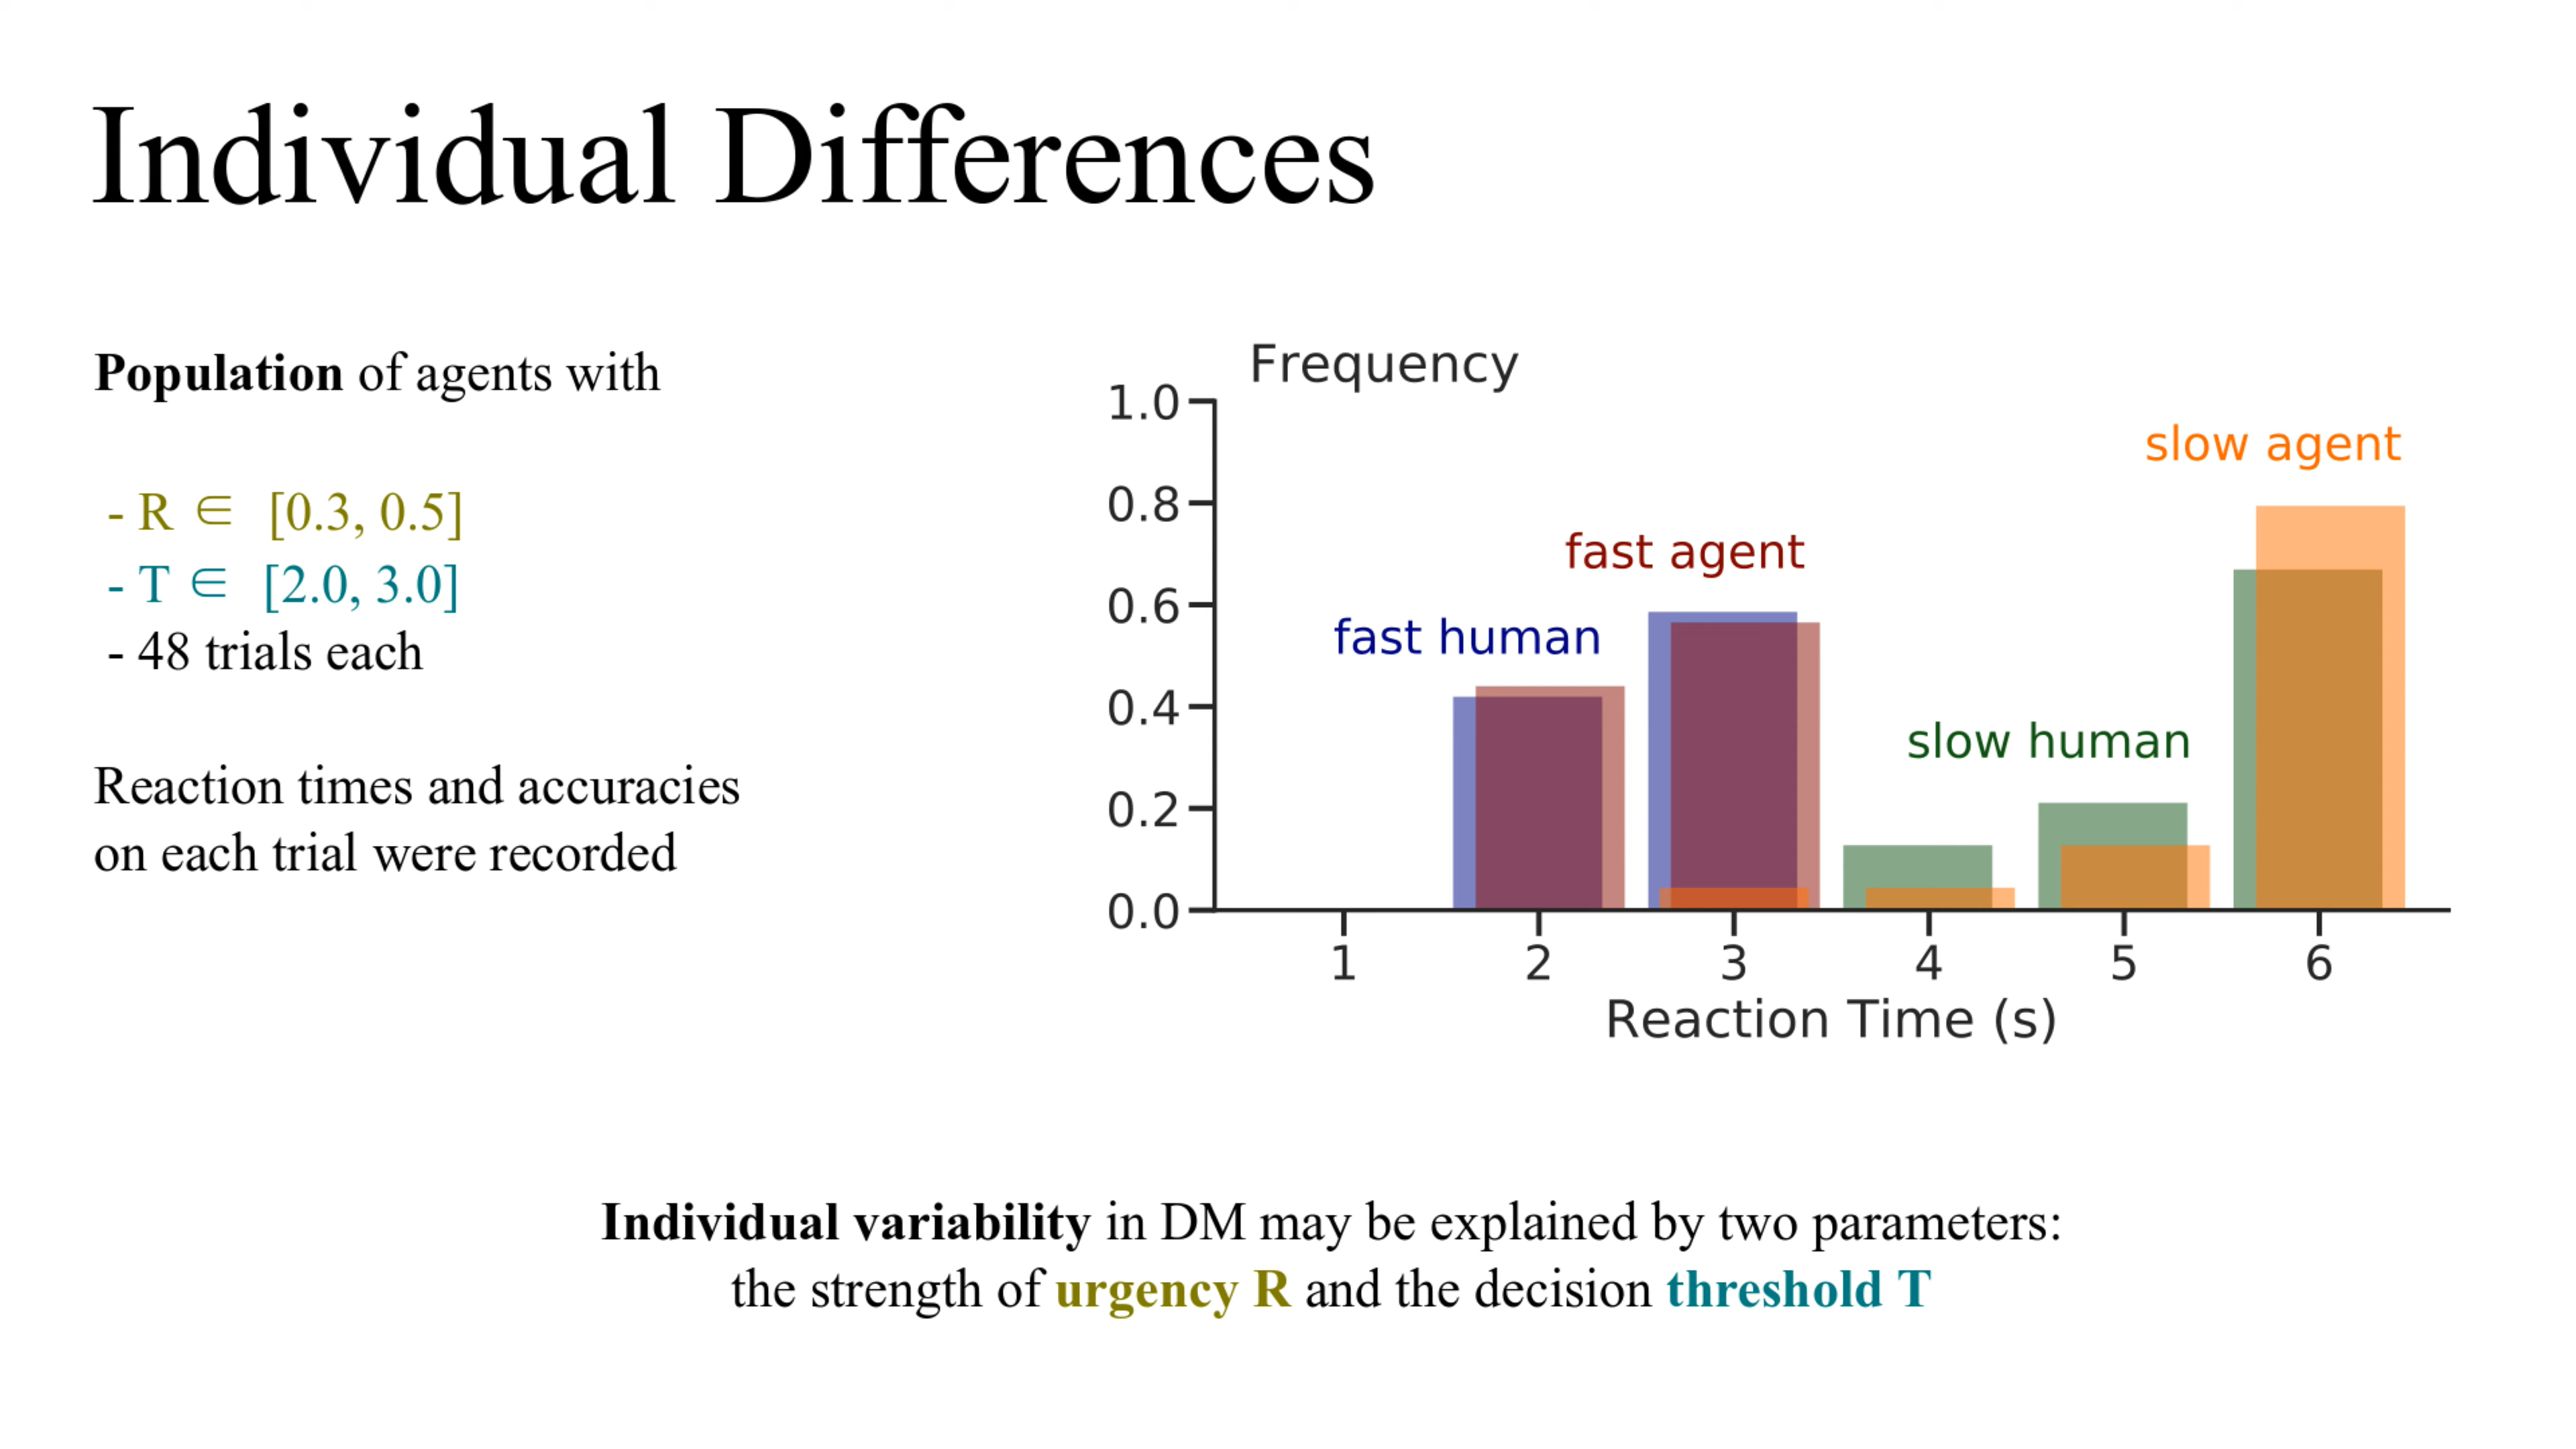 Individual Differences
Population of agents with
- R ∈ [0.3, 0.5]
- T ∈ [2.0, 3.0]
- 48 trials each
Reaction times and accuracies
on each trial were recorded
Frequency
1.0
0.8
0.6
0.4
0.2
0.0
fast human
fast agent
slow human
slow agent
1 2 3 4 5 6
Reaction Time (s)
Individual variability in DM may be explained by two parameters:
the strength of urgency R and the decision threshold T